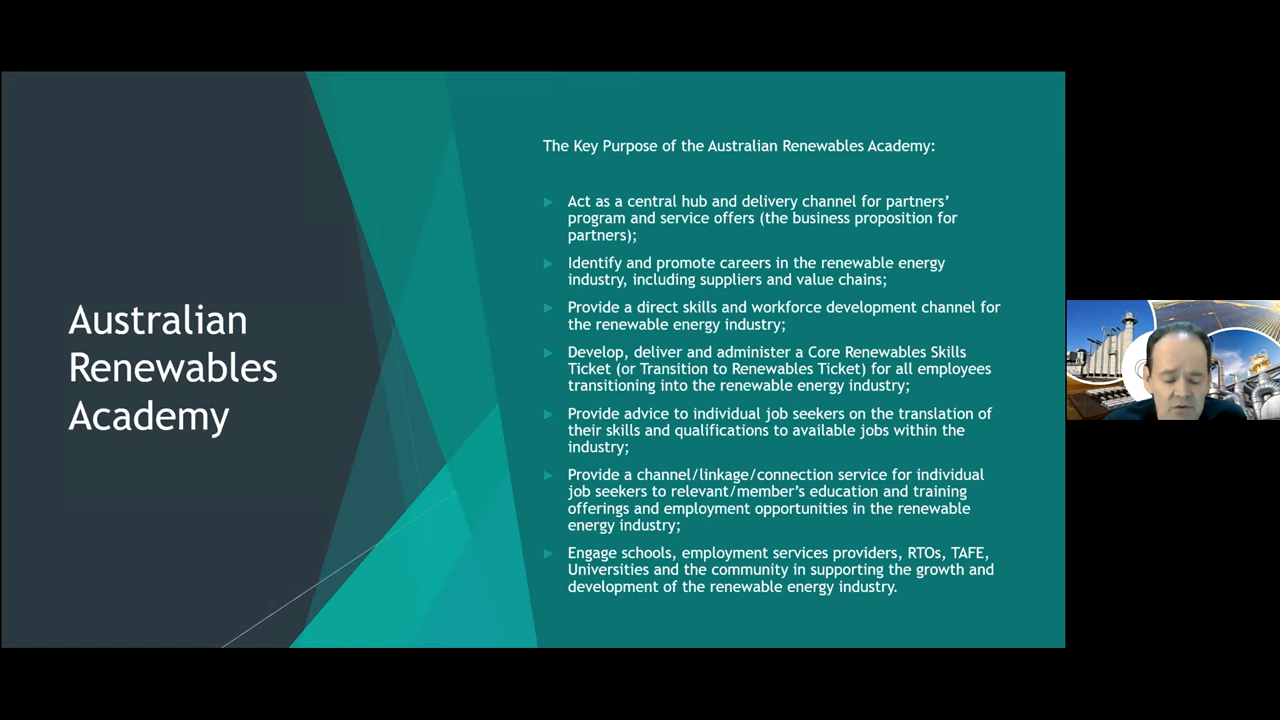 Australian
Renewables
Academy
The Key Purpose of the Australian Renewables Academy:
Act as a central hub and delivery channel for partners’
program and service offers (the business proposition for
partners);
Identify and promote careers in the renewable energy
industry, including suppliers and value chains;
Provide a direct skills and workforce development channel for
the renewable energy industry;
Develop, deliver and administer a Core Renewables Skills
Ticket (or Transition to Renewables Ticket) for all employees
transitioning into the renewable energy industry;
Provide advice to individual job seekers on the translation of
their skills and qualifications to available jobs within the
industry;
Provide a channel/linkage/connection service for individual
job seekers to relevant/member’s education and training
offerings and employment opportunities in the renewable
energy industry;
Engage schools, employment services providers, RTOs, TAFE,
Universities and the community in supporting the growth and
development of the renewable energy industry.